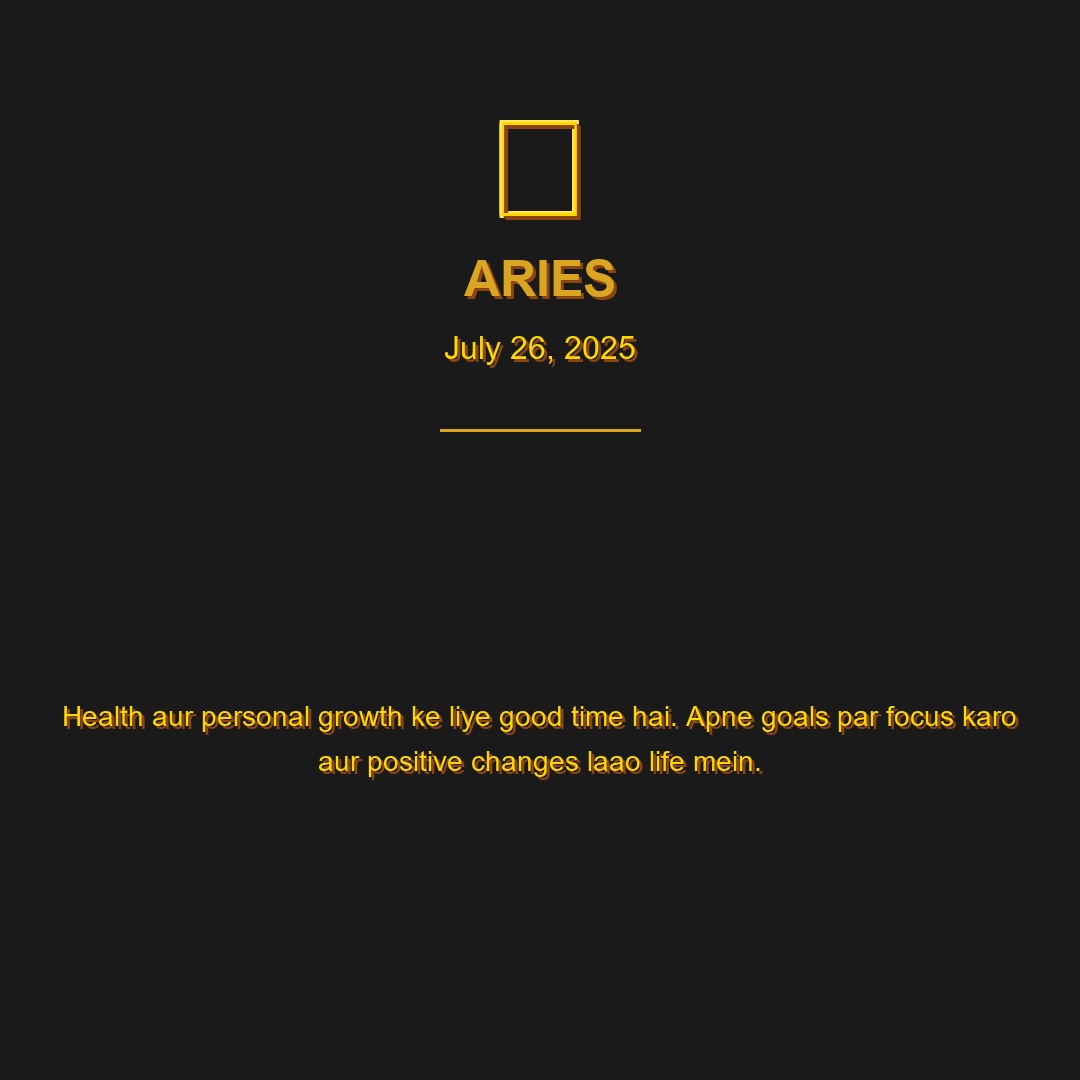 ARIES
July 26, 2025
Health aur personal growth ke liye good time hai. Apne goals par focus karo
aur positive changes laao life mein.